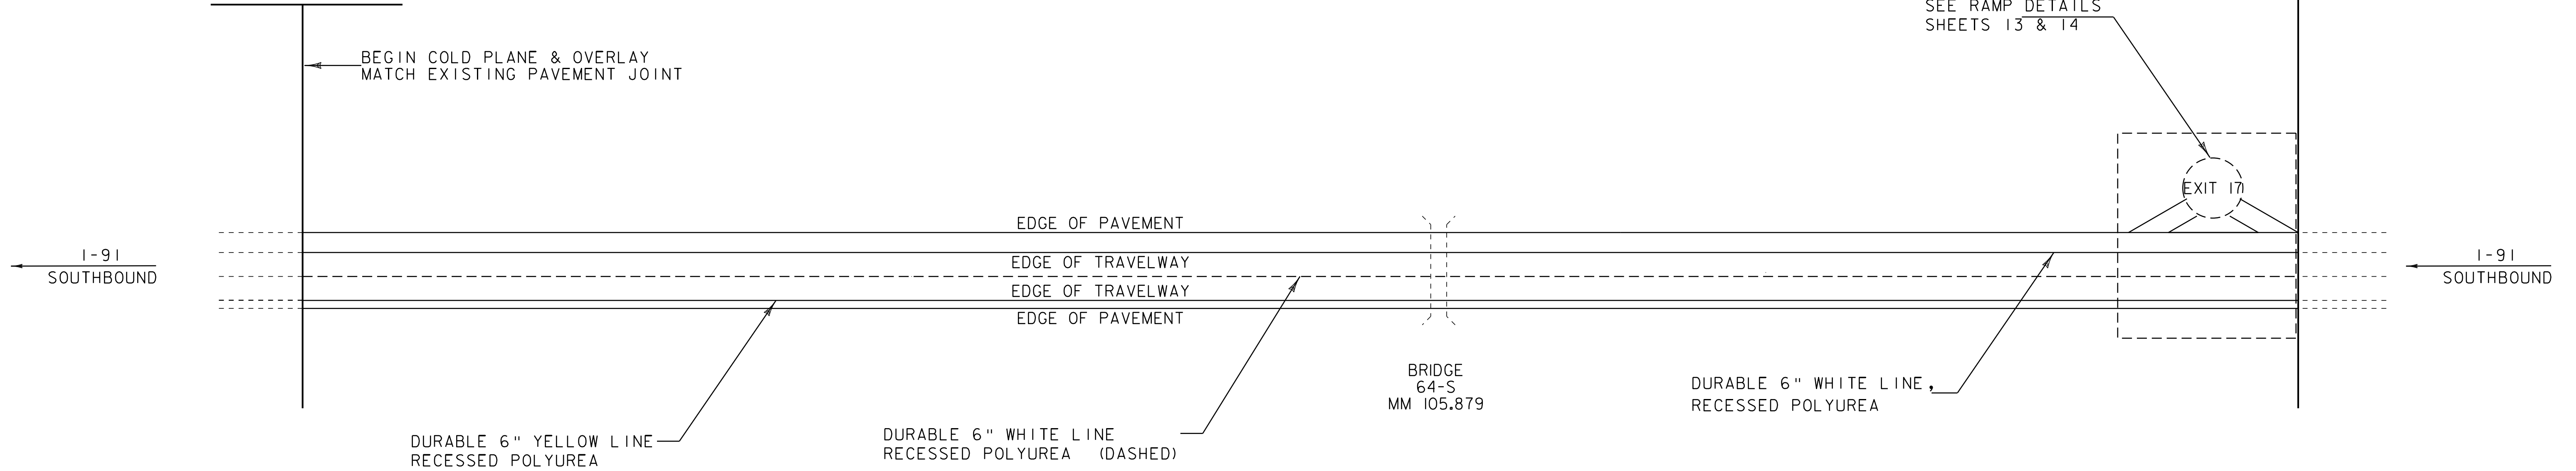 SEE RAMP DETAILS
SHEETS 13 & 14
BEGIN COLD PLANE & OVERLAY
MATCH EXISTING PAVEMENT JOINT
EXIT 17
EDGE OF PAVEMENT
I-91
SOUTHBOUND
EDGE OF TRAVELWAY
EDGE OF TRAVELWAY
EDGE OF PAVEMENT
I-91
SOUTHBOUND
BRIDGE
64-S
MM 105.879
DURABLE 6" WHITE LINE,
RECESSED POLYUREA
DURABLE 6" YELLOW LINE
RECESSED POLYUREA
DURABLE 6" WHITE LINE
RECESSED POLYUREA (DASHED)